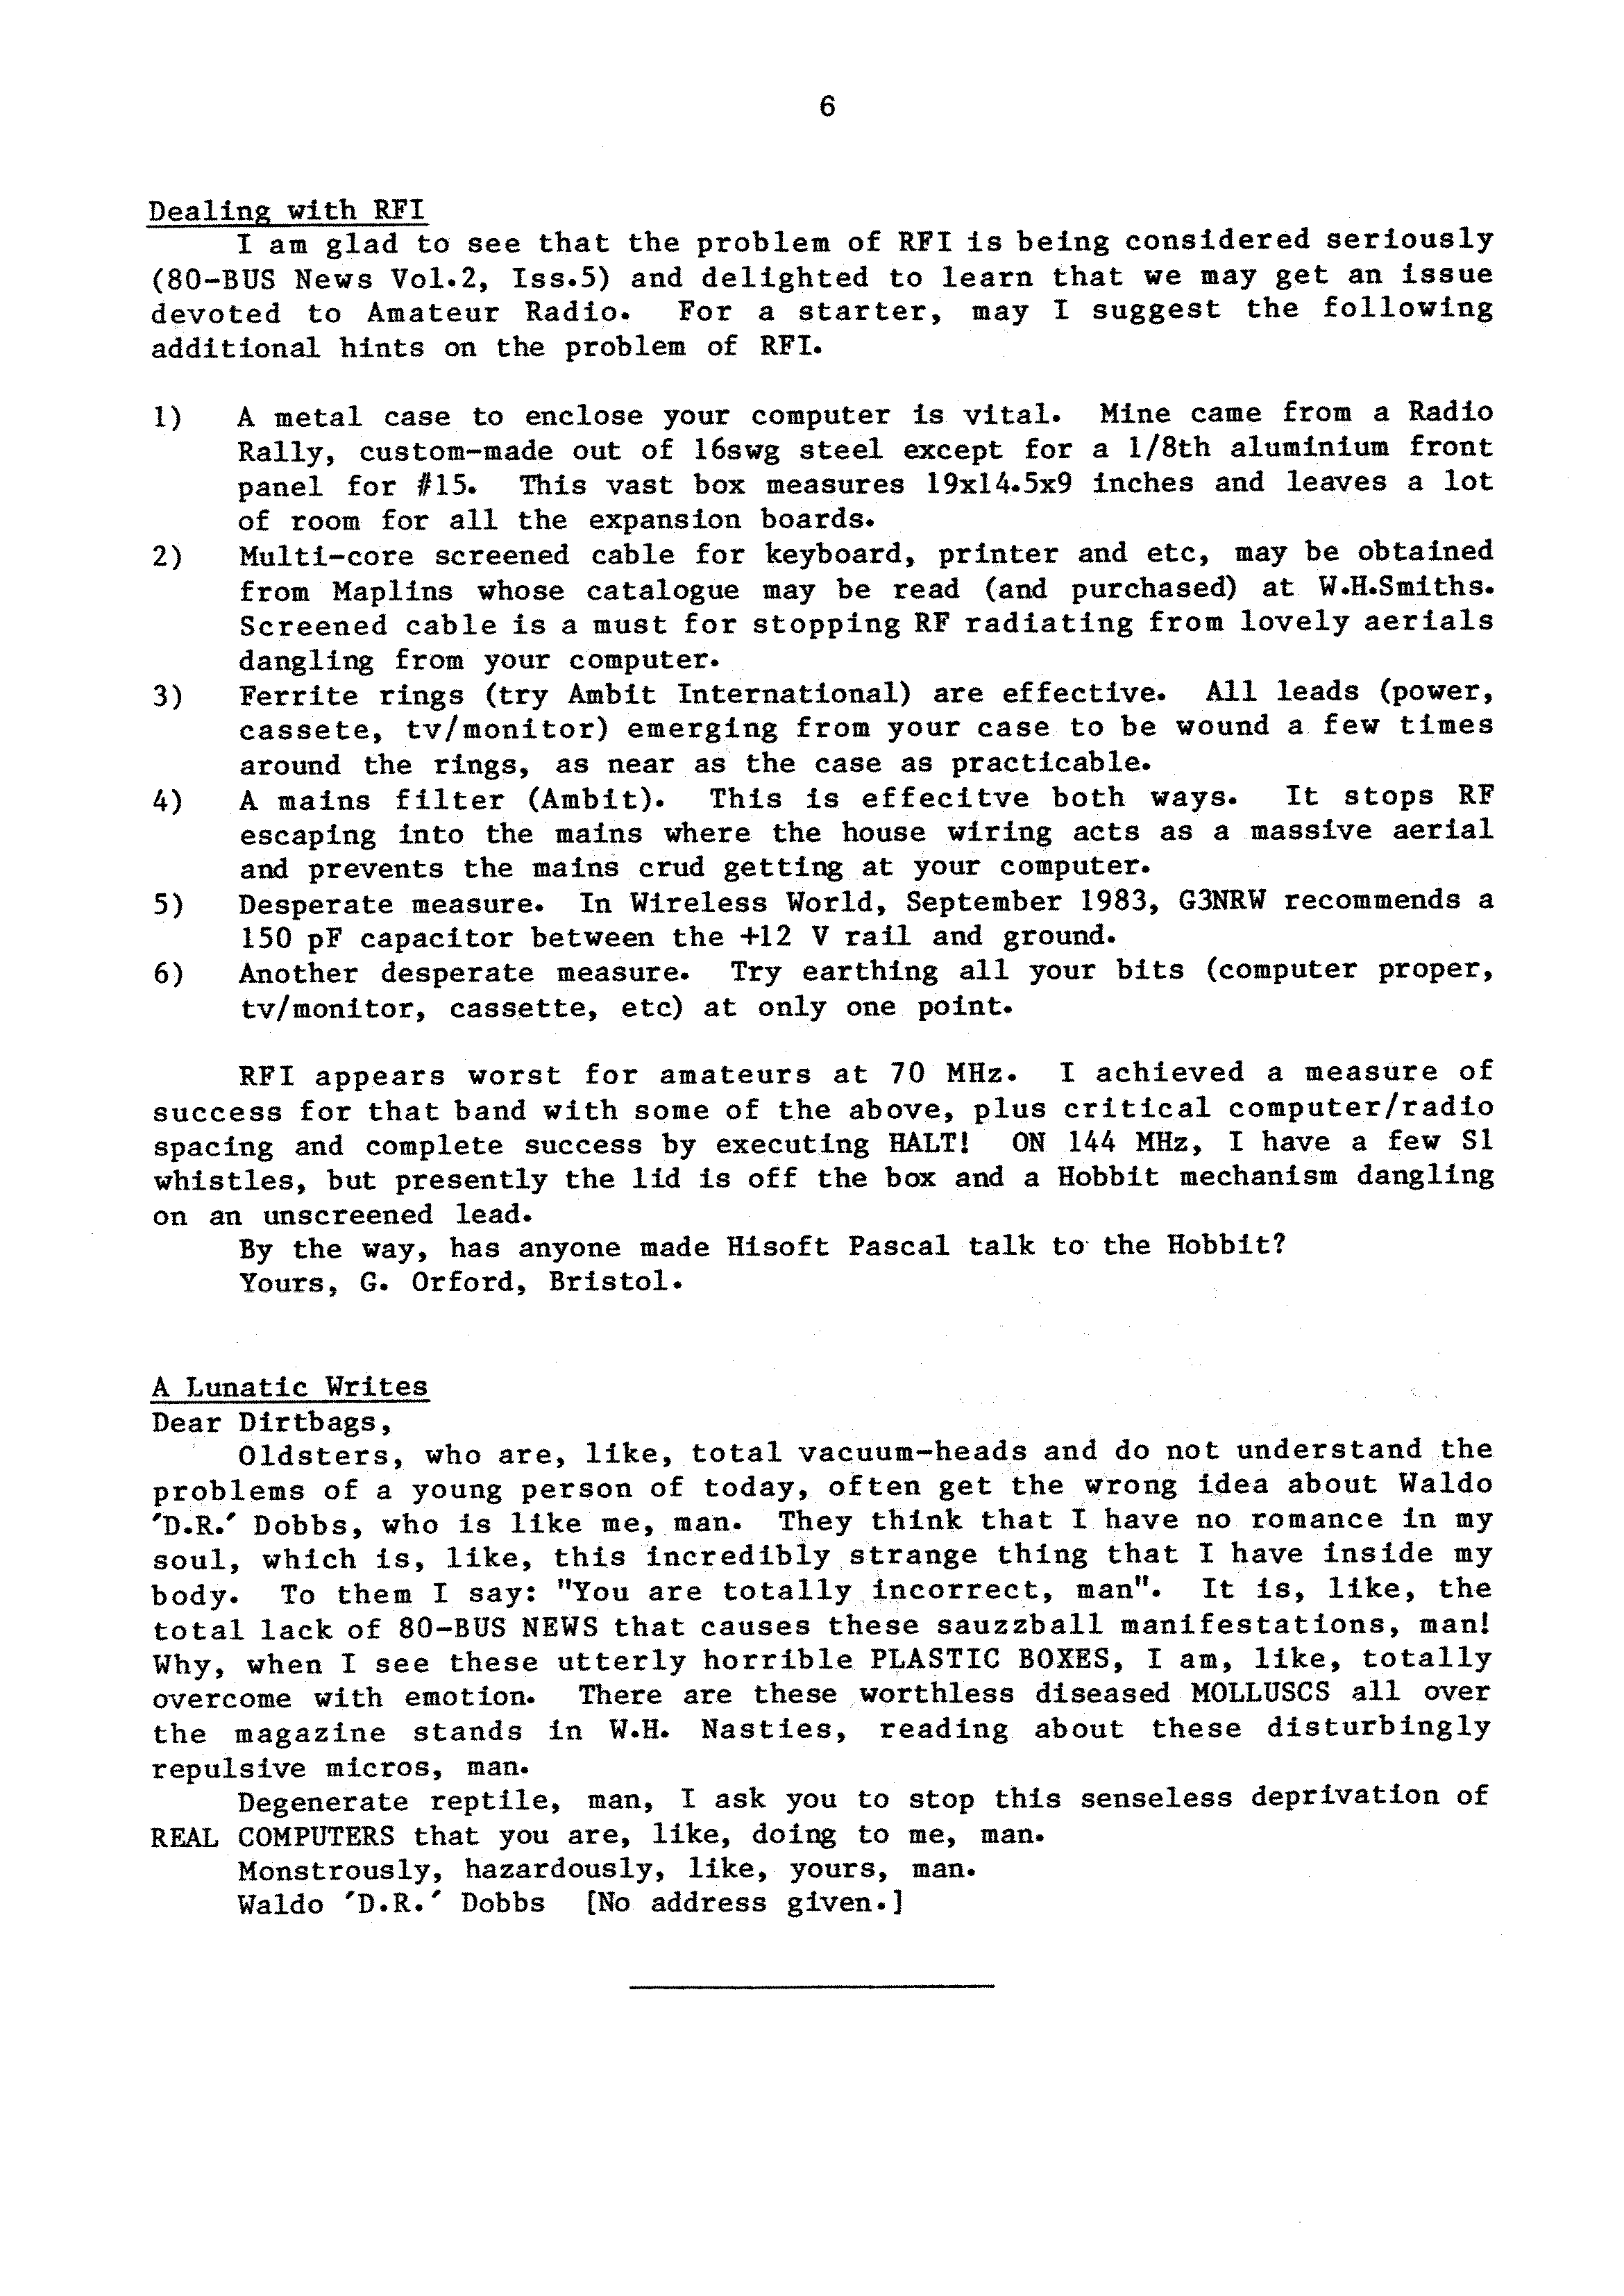 6
Dealing with RFI
I am glad to see that the problem of RFI is being considered seriously
(80-BUS News Vol.2, Iss.5) and delighted to learn that we may get an issue
devoted to Amateur Radio. For a starter, may I suggest the following
additional hints on the problem of RFI.
1) A metal case to enclose your computer is vital. Mine came from a Radio
Rally, custom-made out of 16swg steel except for a 1/8th aluminium front
panel for #15. This vast box measures 19x14.5x9 inches and leaves a lot
of room for all the expansion boards.
2) Multi-core screened cable for keyboard, printer and etc, may be obtained
from Maplins whose catalogue may be read (and purchased) at W.H.Smiths.
Screened cable is a must for stopping RF radiating from lovely aerials
dangling from your computer.
3) Ferrite rings (try Ambit International) are effective. All leads (power,
cassete, tv/monitor) emerging from your case to be wound a few times
around the rings, as near as the case as practicable.
4) A mains filter (Ambit). This is effecitve both ways. It stops RF
escaping into the mains where the house wiring acts as a massive aerial
and prevents the mains crud getting at your computer.
5) Desperate measure. In Wireless World, September 1983, G3NRW recommends a
150 pF capacitor between the +12 V rail and ground.
6) Another desperate measure. Try earthing all your bits (computer proper,
tv/monitor, cassette, etc) at only one point.
RFI appears worst for amateurs at 70 MHz. I achieved a measure of
success for that band with some of the above, plus critical computer/radio
spacing and complete success by executing HALT! ON 144 MHz, I have a few S1
whistles, but presently the lid is off the box and a Hobbit mechanism dangling
on an unscreened lead.
By the way, has anyone made Hisoft Pascal talk to the Hobbit?
Yours, G. Orford, Bristol.
A Lunatic Writes
Dear Dirtbags,
Oldsters, who are, like, total vacuum-heads and do not understand the
problems of a young person of today, often get the wrong idea about Waldo
'D.R.' Dobbs, who is like me, man. They think that I have no romance in my
soul, which is, like, this incredibly strange thing that I have inside my
body. To them I say: "You are totally incorrect, man". It is, like, the
total lack of 80-BUS NEWS that causes these sauzzball manifestations, man!
Why, when I see these utterly horrible PLASTIC BOXES, I am, like, totally
overcome with emotion. There are these worthless diseased MOLLUSCS all over
the magazine stands in W.H. Nasties, reading about these disturbingly
repulsive micros, man.
Degenerate reptile, man, I ask you to stop this senseless deprivation of
REAL COMPUTERS that you are, like, doing to me, man.
Monstrously, hazardously, like, yours, man.
Waldo 'D.R.' Dobbs [No address given.]